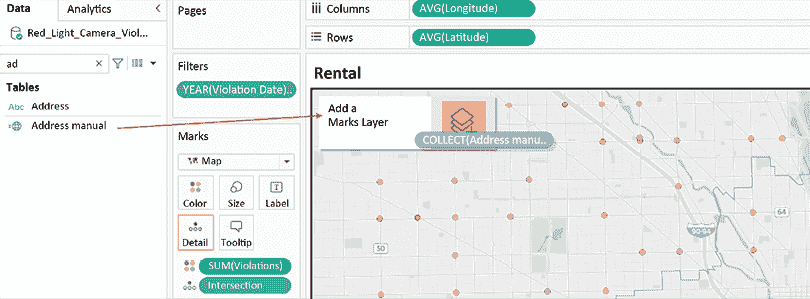 Data
Analytics
Red_Light_Camera_Viol...
ad
Tables
Abc Address
Address manual
Pages
Filters
YEAR(Violation Date)...
Marks
Map
Color
Size
Label
Detail
Tooltip
SUM(Violations)
Intersection
Columns
AVG(Longitude)
Rows
AVG(Latitude)
Rental
Add a
Marks Layer
COLLECT(Address manu..
64
90-94
50